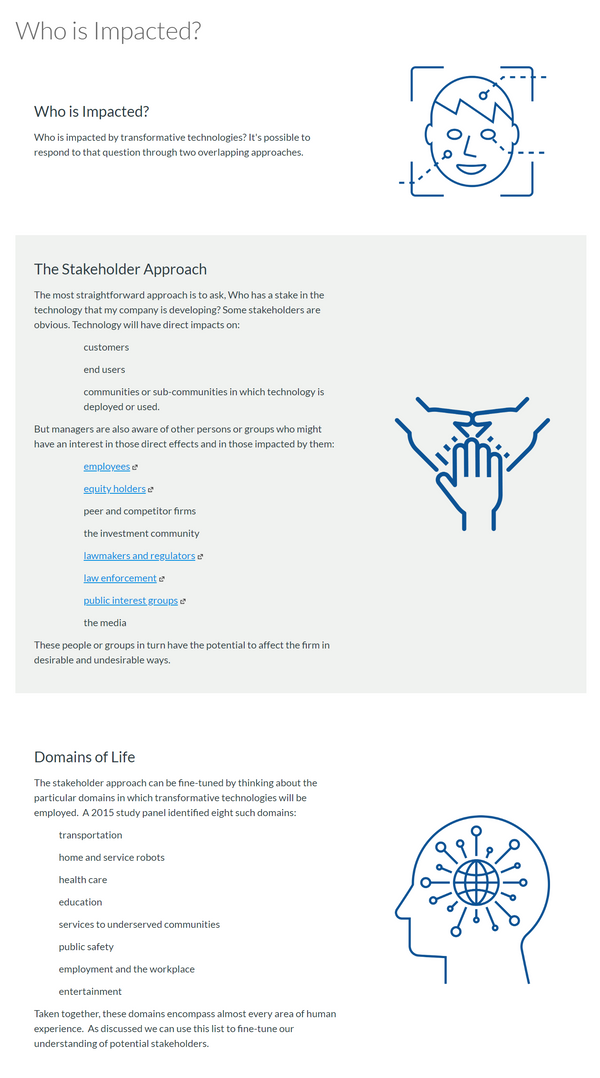 Who is Impacted?
Who is Impacted?
Who is impacted by transformative technologies? It's possible to
respond to that question through two overlapping approaches.
The Stakeholder Approach
The most straightforward approach is to ask, Who has a stake in the
technology that my company is developing? Some stakeholders are
obvious. Technology will have direct impacts on:
customers
end users
communities or sub-communities in which technology is
deployed or used.
But managers are also aware of other persons or groups who might
have an interest in those direct effects and in those impacted by them:
employees
equity holders
peer and competitor firms
the investment community
lawmakers and regulators
law enforcement
public interest groups
the media
These people or groups in turn have the potential to affect the firm in
desirable and undesirable ways.
Domains of Life
The stakeholder approach can be fine-tuned by thinking about the
particular domains in which transformative technologies will be
employed.  A 2015 study panel identified eight such domains:
transportation
home and service robots
health care
education
services to underserved communities
public safety
employment and the workplace
entertainment
Taken together, these domains encompass almost every area of human
experience.  As discussed we can use this list to fine-tune our
understanding of potential stakeholders.